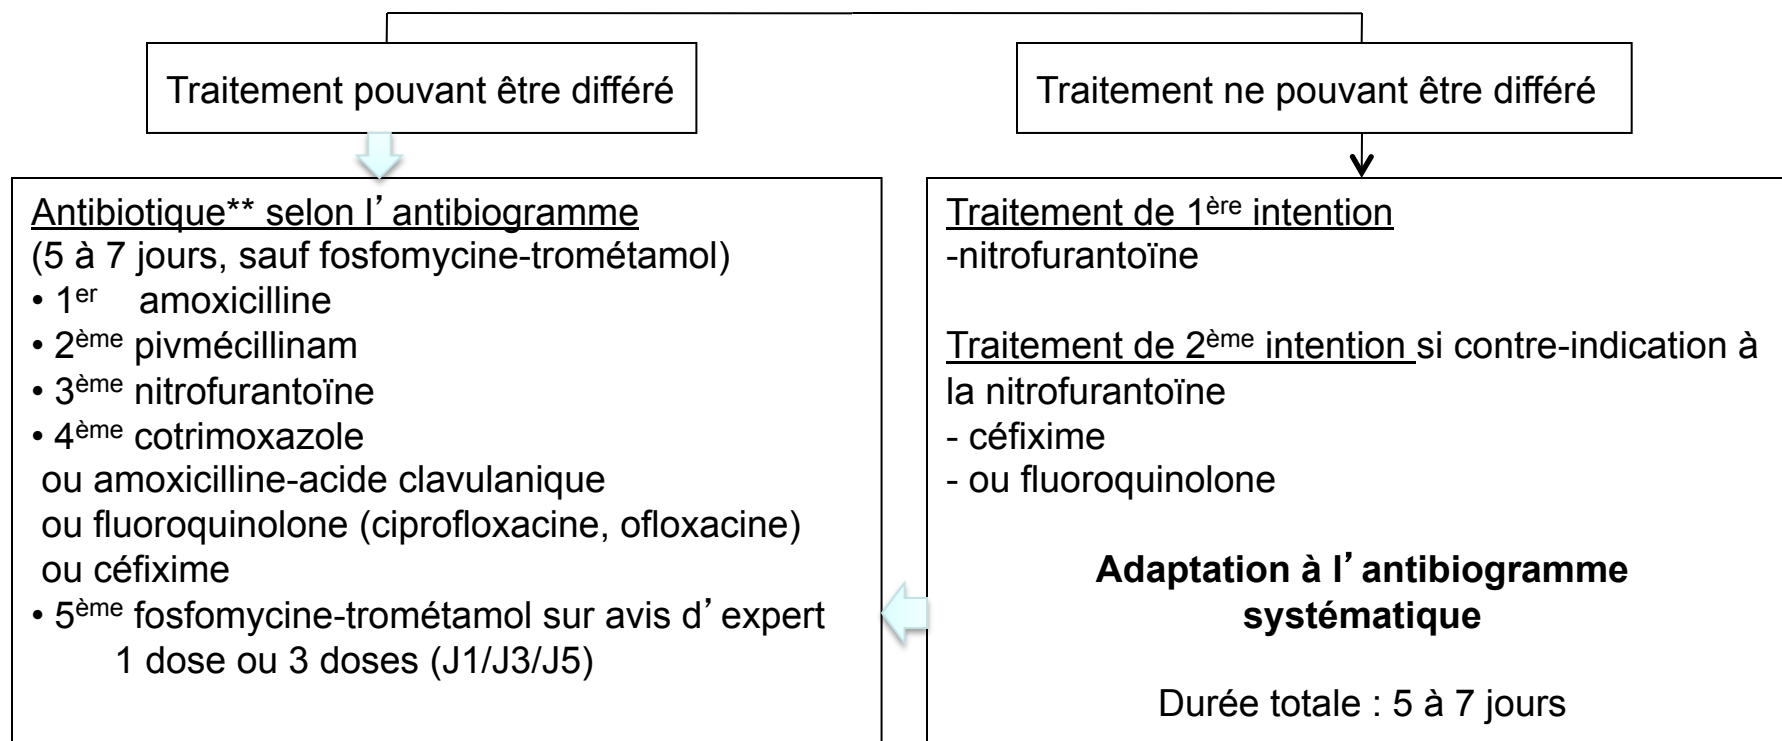 Traitement pouvant être différé
Traitement ne pouvant être différé
Antibiotique** selon l’antibiogramme
(5 à 7 jours, sauf fosfomycine-trométamol)
• 1er amoxicilline
• 2ème pivmécillinam
• 3ème nitrofurantoïne
• 4ème cotrimoxazole
ou amoxicilline-acide clavulanique
ou fluoroquinolone (ciprofloxacine, ofloxacine)
ou céfixime
• 5ème fosfomycine-trométamol sur avis d’expert
1 dose ou 3 doses (J1/J3/J5)
Traitement de 1ère intention
-nitrofurantoïne
Traitement de 2ème intention si contre-indication à
la nitrofurantoïne
- céfixime
- ou fluoroquinolone
Adaptation à l’antibiogramme
systématique
Durée totale : 5 à 7 jours